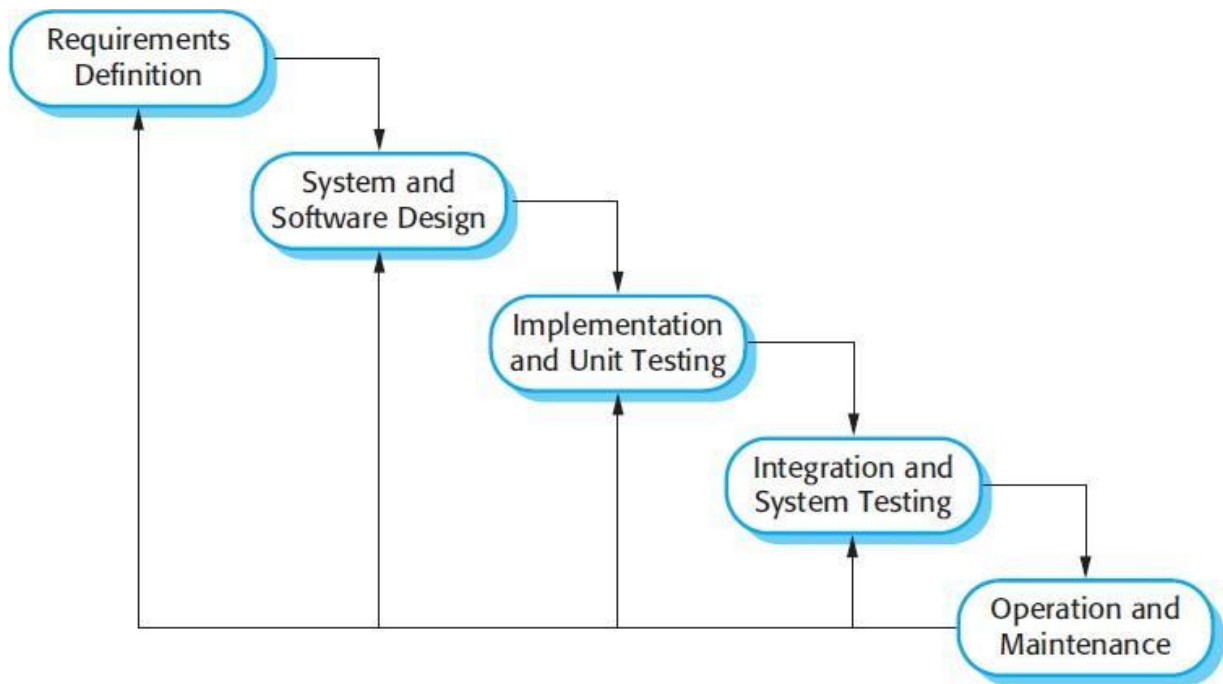 Requirements
Definition
System and
Software Design
Implementation
and Unit Testing
Integration and
System Testing
Operation and
Maintenance